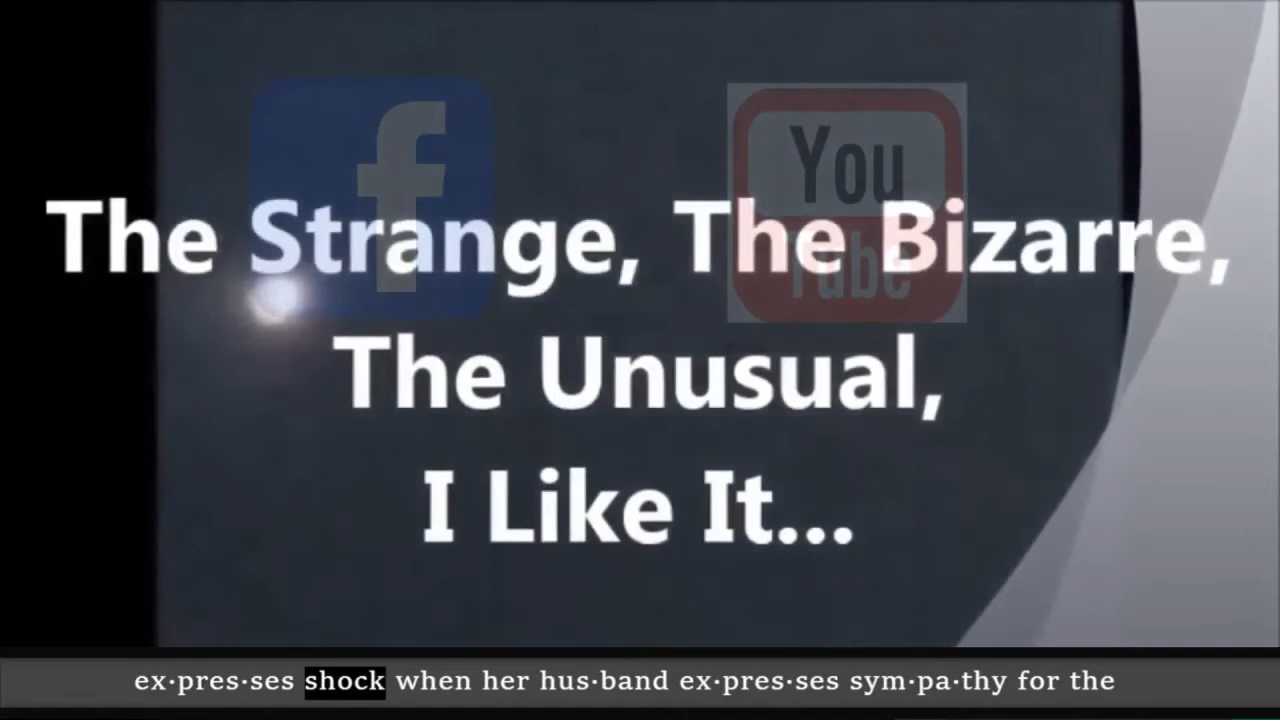 f
You
Tube
The Strange, The Bizarre,
The Unusual,
I Like It...
ex·pres·ses shock when her hus·band ex·pres·ses sym·pa·thy for the